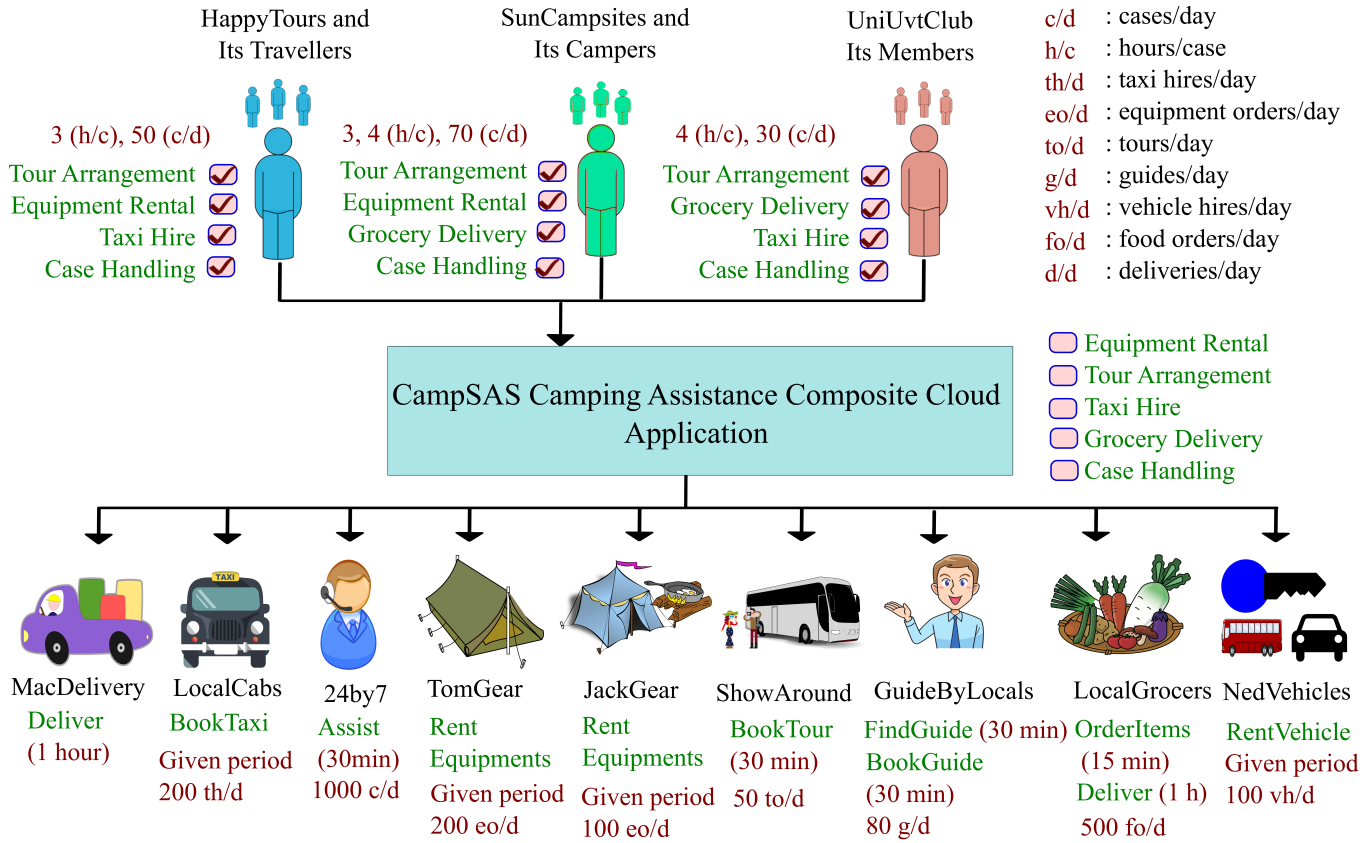 HappyTours and
Its Travellers
3 (h/c), 50 (c/d)
Tour Arrangement
Equipment Rental
Taxi Hire
Case Handling
SunCampsites and
Its Campers
3, 4 (h/c), 70 (c/d)
Tour Arrangement
Equipment Rental
Grocery Delivery
Case Handling
UniUvtClub
Its Members
4 (h/c), 30 (c/d)
Tour Arrangement
Grocery Delivery
Taxi Hire
Case Handling
c/d : cases/day
h/c : hours/case
th/d : taxi hires/day
eo/d : equipment orders/day
to/d : tours/day
g/d : guides/day
vh/d : vehicle hires/day
fo/d : food orders/day
d/d : deliveries/day
Equipment Rental
Tour Arrangement
Taxi Hire
Grocery Delivery
Case Handling
CampSAS Camping Assistance Composite Cloud
Application
MacDelivery
Deliver
(1 hour)
TAXI
LocalCabs
BookTaxi
Given period
200 th/d
24by7
Assist
(30min)
1000 c/d
TomGear
Rent
Equipments
Given period
200 eo/d
JackGear
Rent
Equipments
Given period
100 eo/d
ShowAround
BookTour
(30 min)
50 to/d
GuideByLocals
FindGuide (30 min)
BookGuide
(30 min)
80 g/d
LocalGrocers
OrderItems
(15 min)
Deliver (1 h)
500 fo/d
NedVehicles
RentVehicle
Given period
100 vh/d